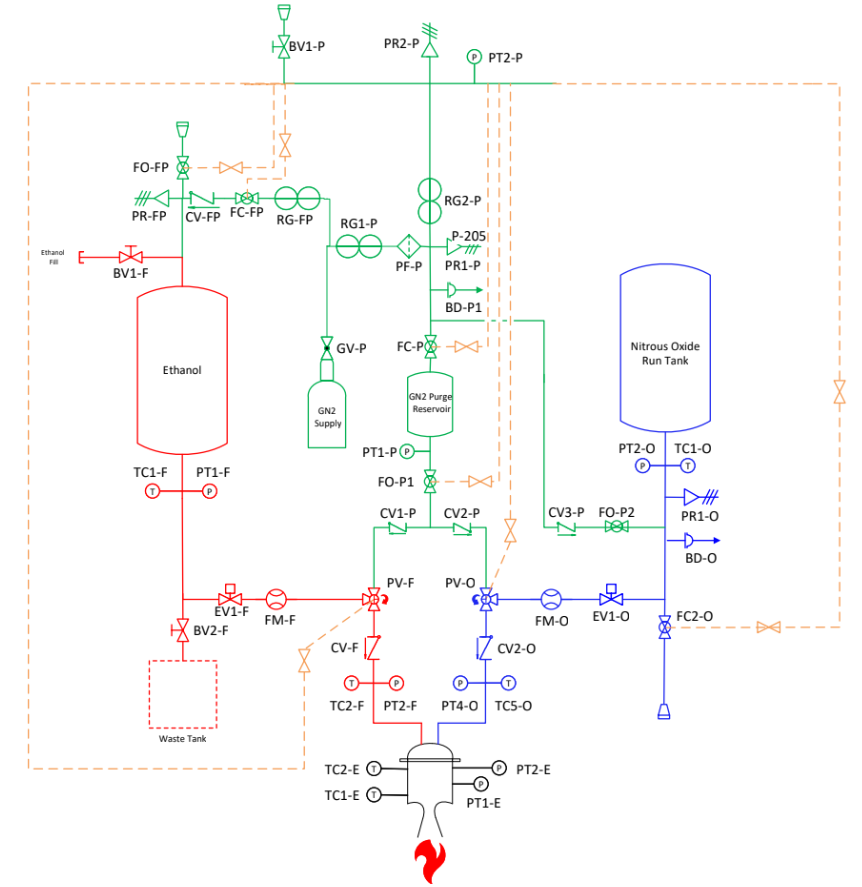 BV1-P
PR2-P
PT2-P
P
FO-FP
PR-FP
CV-FP
FC-FP
RG-FP
RG1-P
RG2-P
P-205
PF-P
PR1-P
Ethanol
Fill
BV1-F
BD-P1
GV-P
FC-P
Ethanol
Nitrous Oxide
Run Tank
GN2
Supply
GN2 Purge
Reservoir
PT1-P
P
PT2-O
TC1-O
P
T
TC1-F
PT1-F
T
P
FO-P1
CV1-P
CV2-P
CV3-P
FO-P2
PR1-O
BD-O
PV-F
PV-O
EV1-F
FM-F
FM-O
EV1-O
FC2-O
BV2-F
CV-F
CV2-O
T
P
P
T
TC2-F
PT2-F
PT4-O
TC5-O
Waste Tank
TC2-E
T
P
PT2-E
TC1-E
T
P
PT1-E